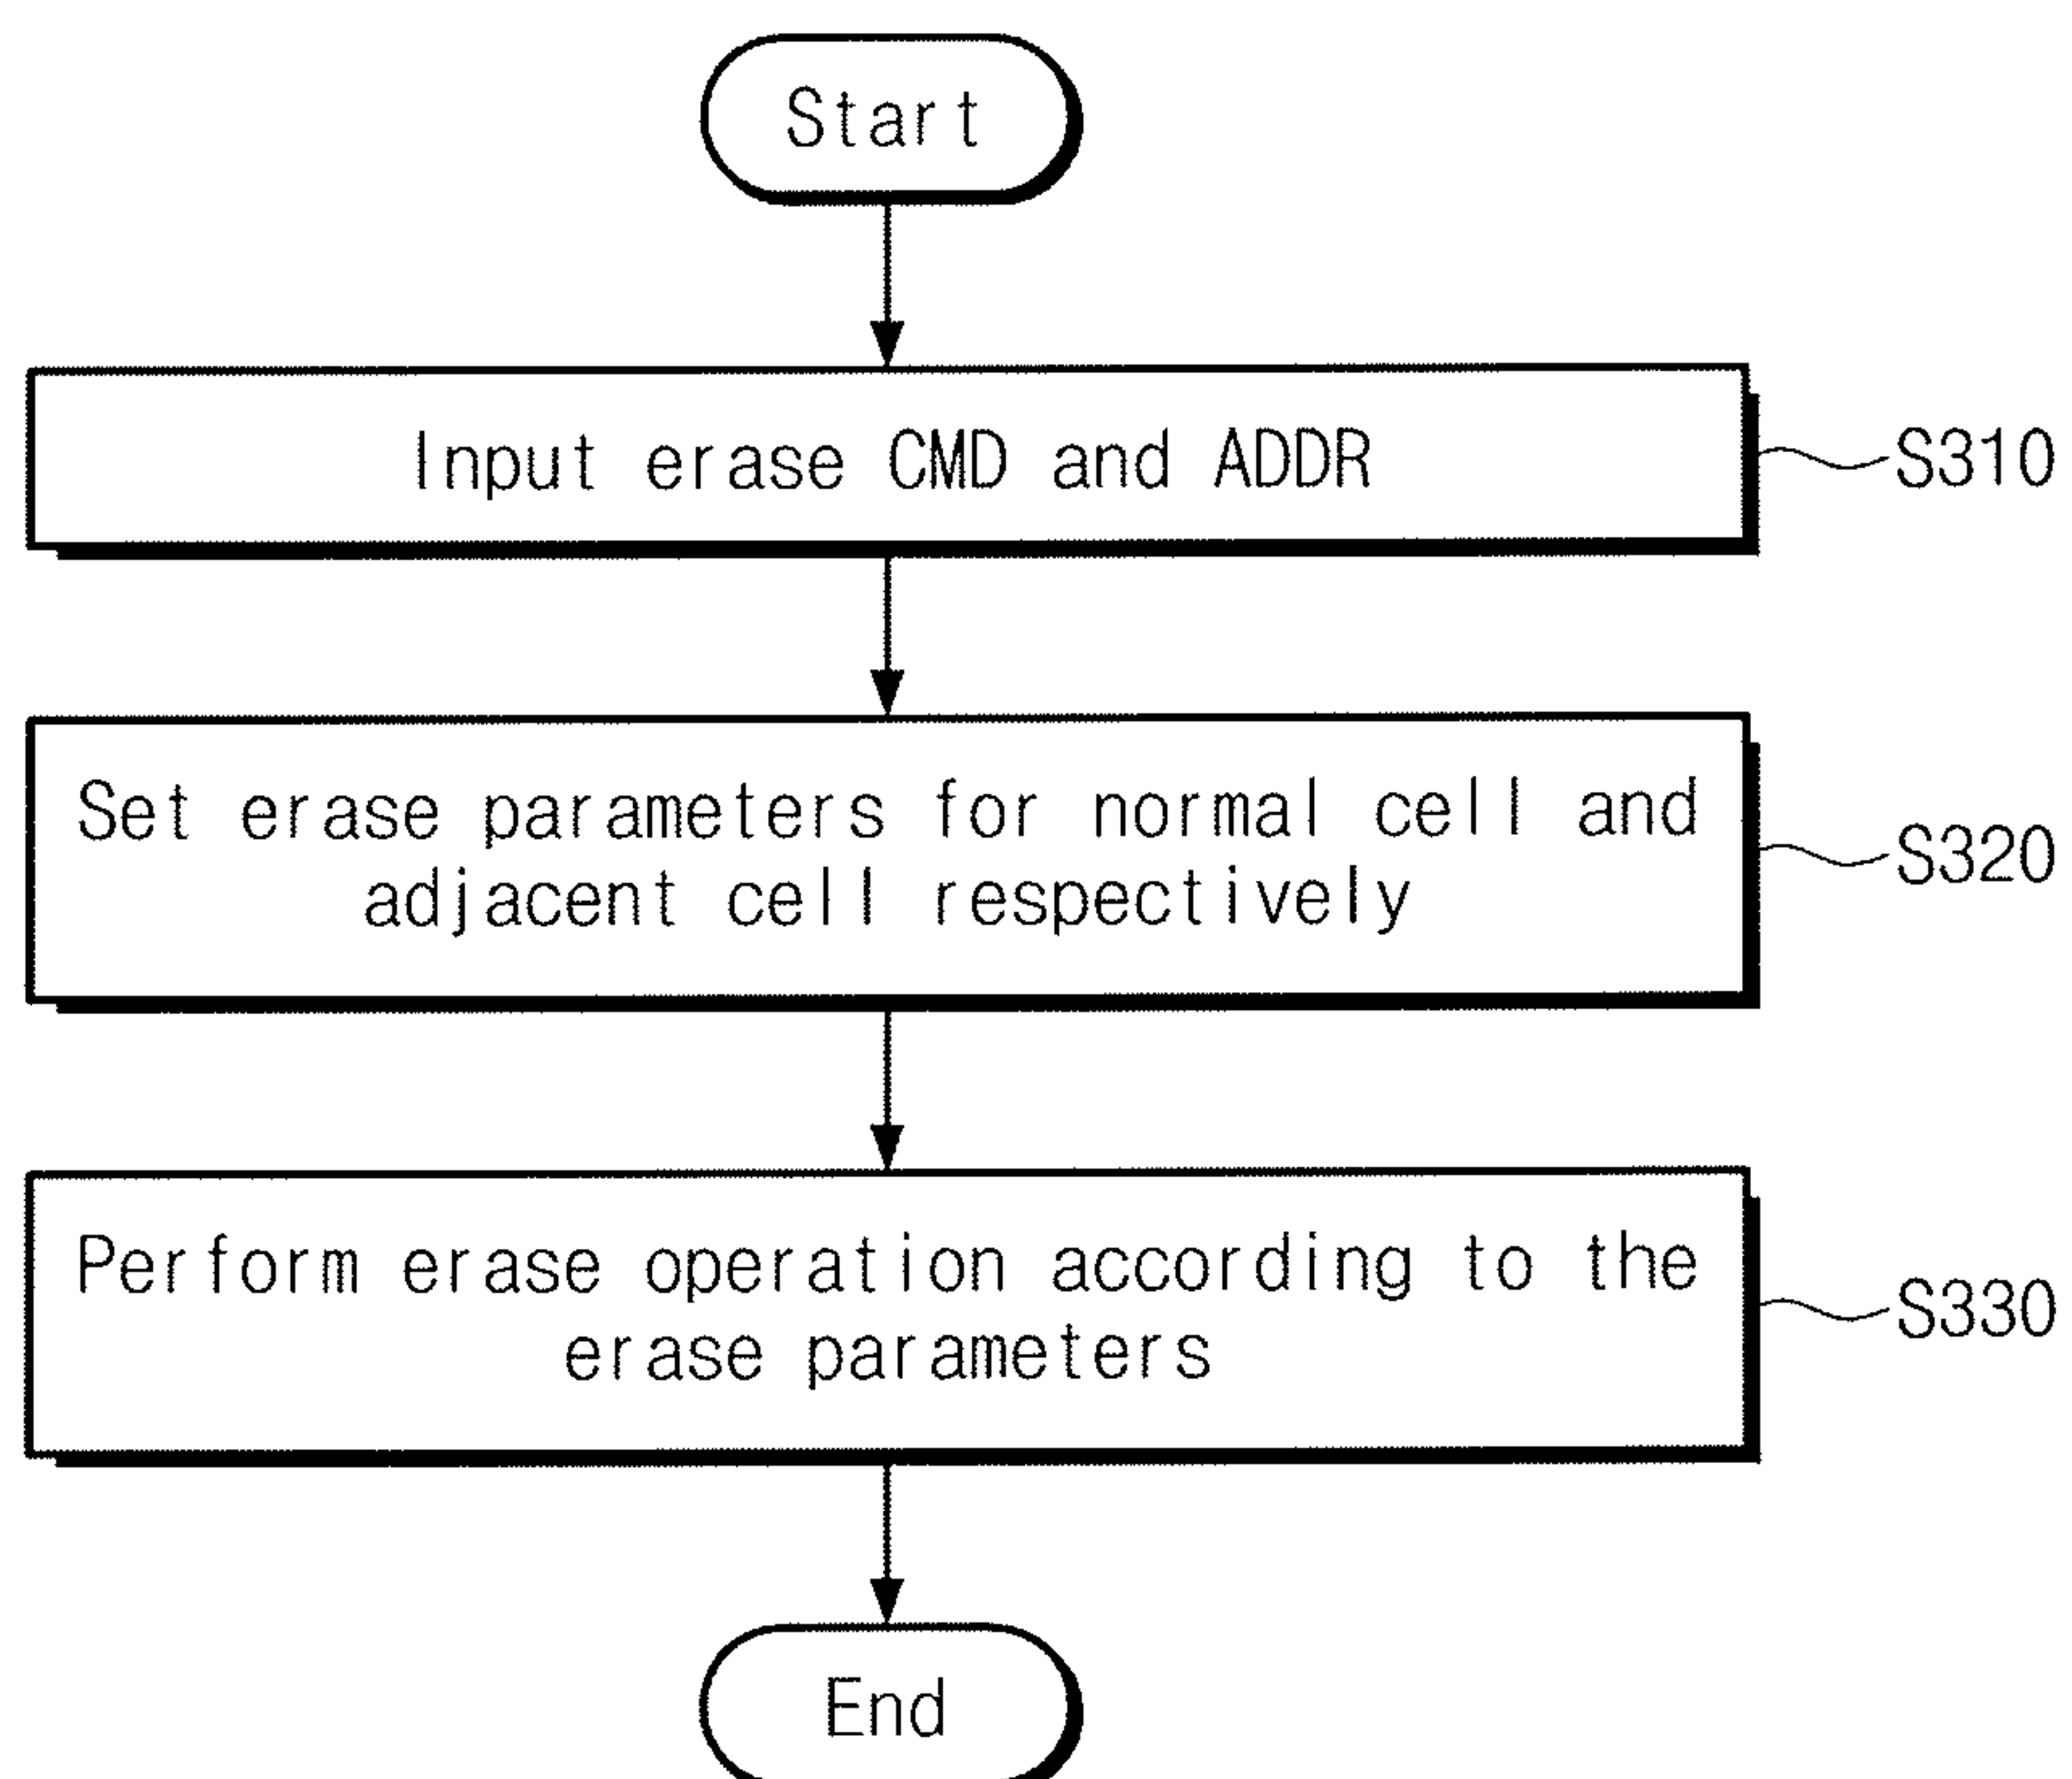 Start
Input erase CMD and ADDR
S310
Set erase parameters for normal cell and
adjacent cell respectively
S320
Perform erase operation according to the
erase parameters
S330
End